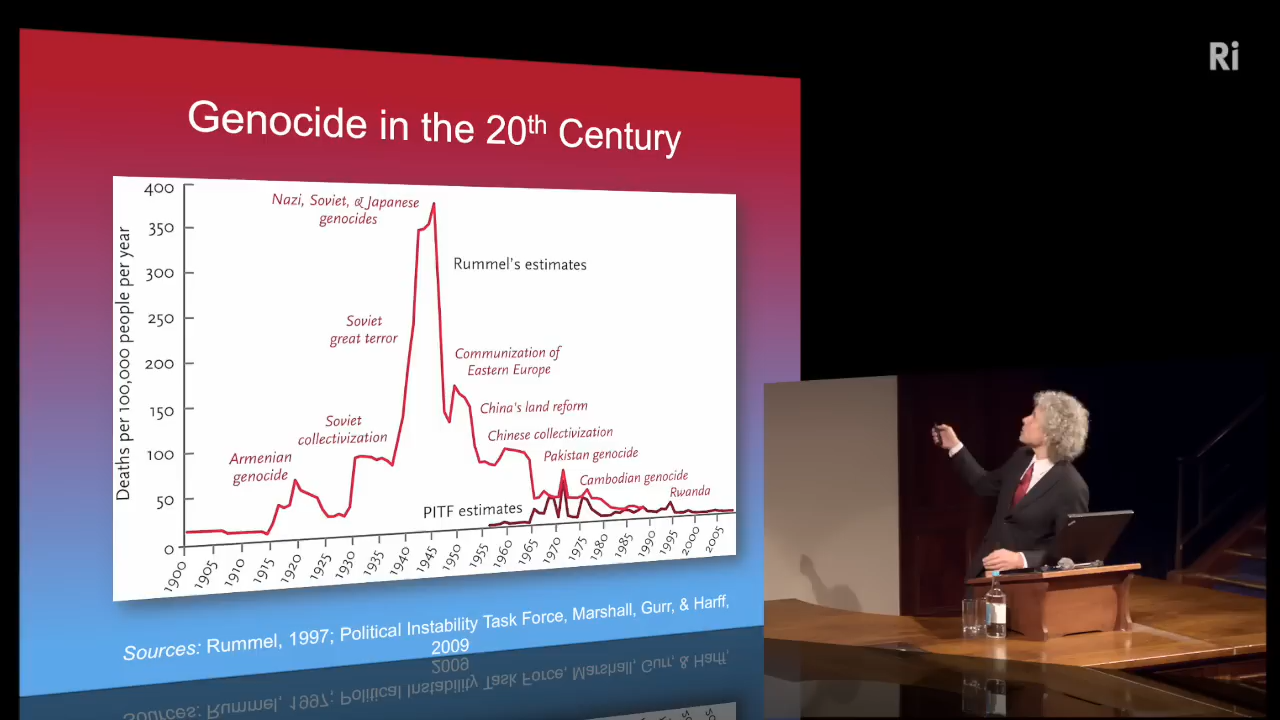 Ri
Genocide in the 20th Century
400
350
300
250
200
150
100
50
0
Deaths per 100,000 people per year
Nazi, Soviet, & Japanese
genocides
Rummel's estimates
Soviet
great terror
Communization of
Eastern Europe
China's land reform
Soviet
collectivization
Chinese collectivization
Armenian
genocide
Pakistan genocide
Cambodian genocide
Rwanda
PITF estimates
1900
1905
1910
1915
1920
1925
1930
1935
1940
1945
1950
1955
1960
1965
1970
1975
1980
1985
1990
1995
2000
2005
Sources: Rummel, 1997; Political Instability Task Force, Marshall, Gurr, & Harff,
2009